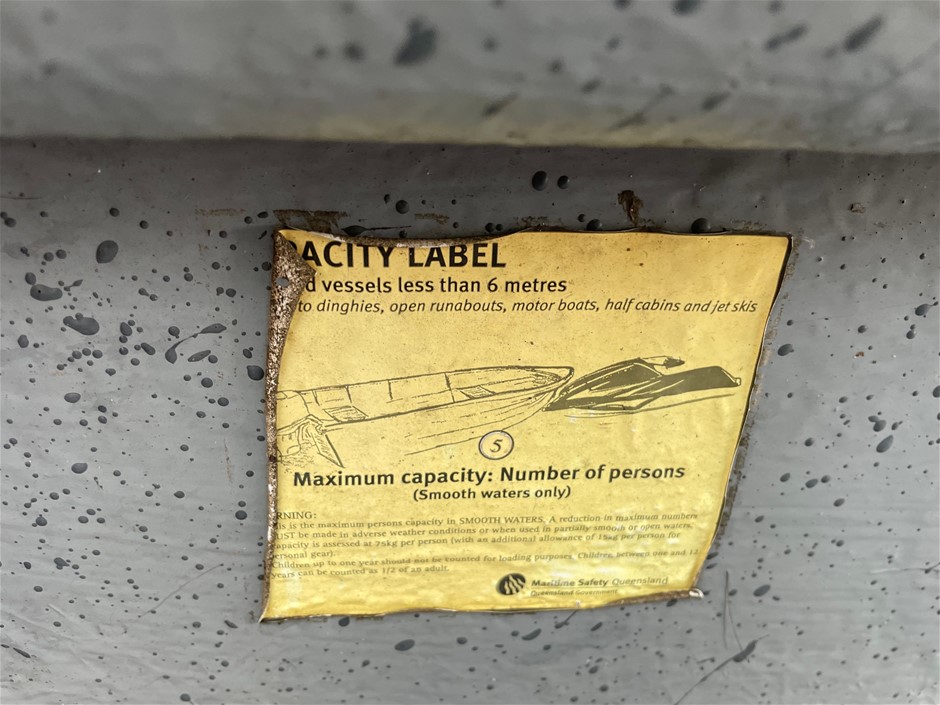 ACITY LABEL
d vessels less than 6 metres
to dinghies, open runabouts, motor boats, half cabins and jet skis
5
Maximum capacity: Number of persons
(Smooth waters only)
RNING:
is is the maximum persons capacity in SMOOTH WATERS. A reduction in maximum numbers
UST be made in adverse weather conditions or when used in partially smooth or open waters.
apacity is assessed at 75kg per person (with an additional allowance of 15kg per person for
ersonal gear).
Children up to one year should not be counted for loading purposes. Children between one and 12
years can be counted as 1/2 of an adult.
Maritime Safety Queensland
Queensland Government